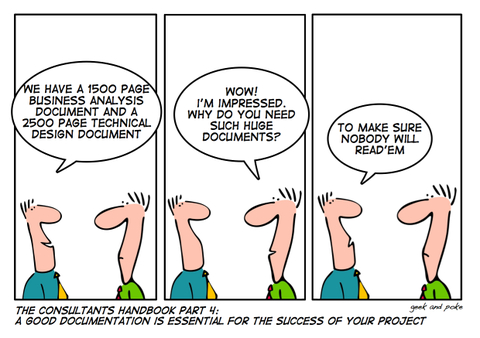 WE HAVE A 1500 PAGE
BUSINESS ANALYSIS
DOCUMENT AND A
2500 PAGE TECHNICAL
DESIGN DOCUMENT
WOW!
I'M IMPRESSED.
WHY DO YOU NEED
SUCH HUGE
DOCUMENTS?
TO MAKE SURE
NOBODY WILL
READ'EM
geek and poke
THE CONSULTANTS HANDBOOK PART 4:
A GOOD DOCUMENTATION IS ESSENTIAL FOR THE SUCCESS OF YOUR PROJECT